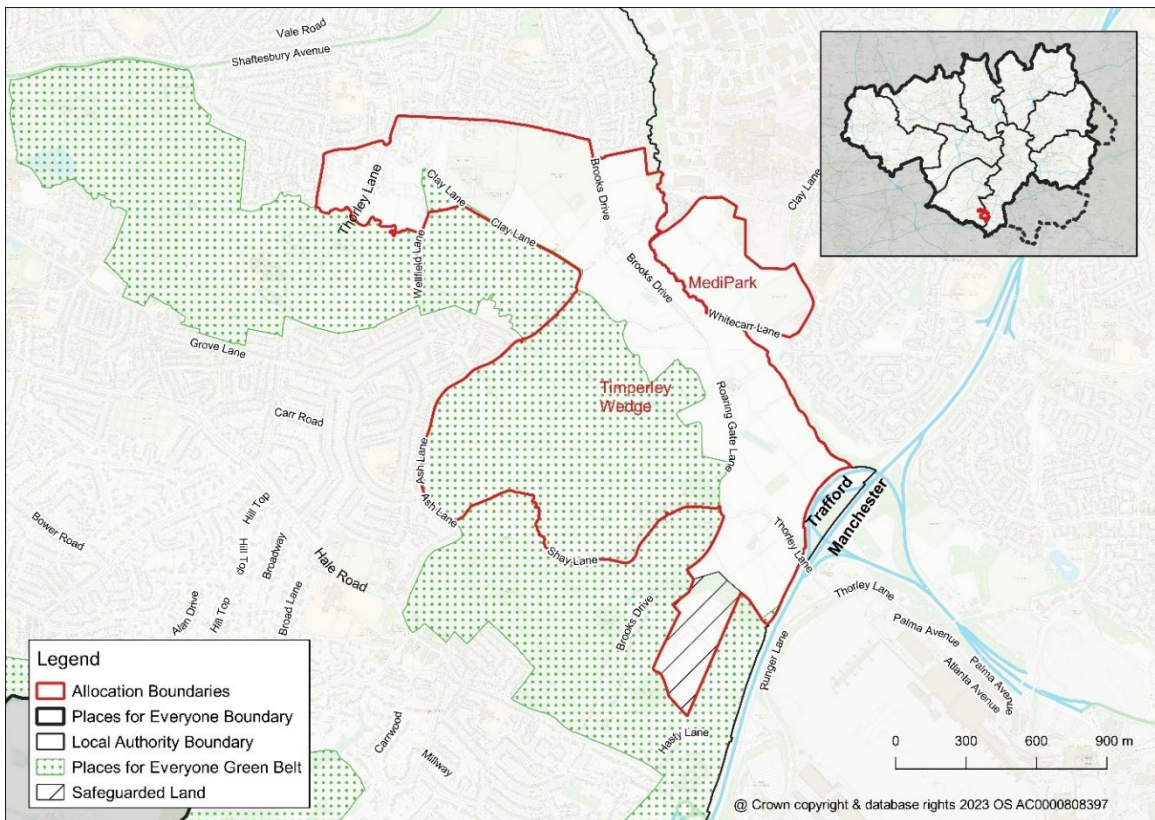 Vale Road
Shaftesbury Avenue
Thorley Lane
Clay Lane
Clay Lane
Wellfield Lane
Brooks Drive
Clay Lane
Brooks Drive
MediPark
Whitecarr Lane
Grove Lane
Timperley
Wedge
Roaring Gate Lane
Carr Road
Ash Lane
Ash Lane
Shay Lane
Trafford
Manchester
Thorley Lane
Thorley Lane
Bower Road
Hill Top
Hill Top
Broadway
Hale Road
Alan Drive
Hill Top
Broad Lane
Brooks Drive
Runger Lane
Palma Avenue
Palma Avenue
Atlanta Avenue
Hasty Lane
Carrwood
Millway
Legend
Allocation Boundaries
Places for Everyone Boundary
Local Authority Boundary
Places for Everyone Green Belt
Safeguarded Land
0 300 600 900 m
@ Crown copyright & database rights 2023 OS AC0000808397